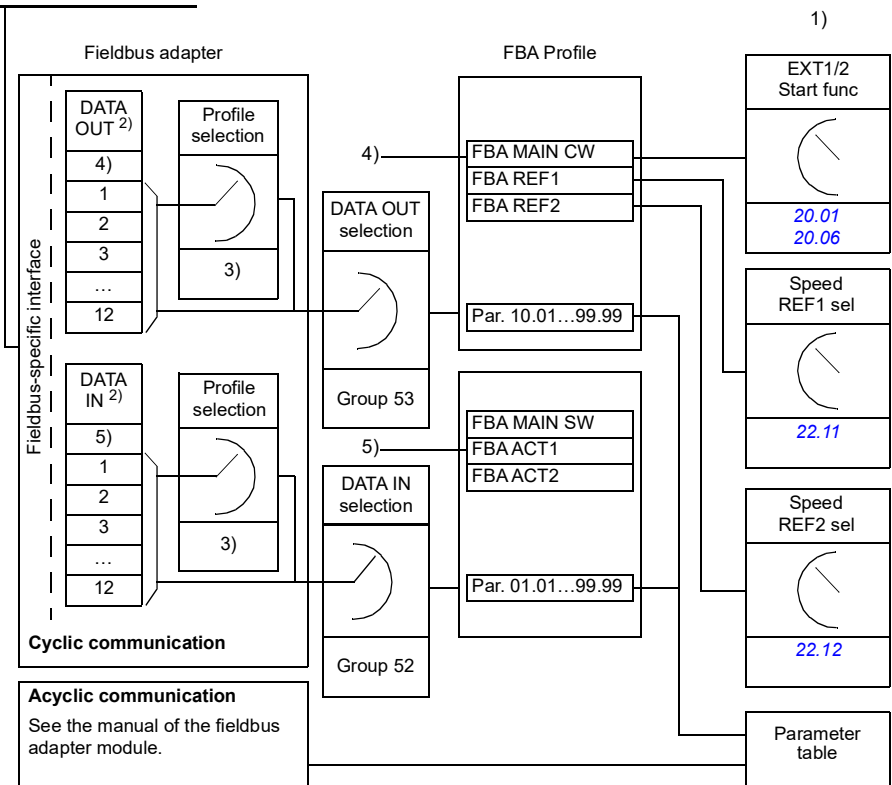 1)
Fieldbus adapter
FBA Profile
Fieldbus-specific interface
DATA
OUT 2)
4)
1
2
3
…
12
Profile
selection
3)
DATA
IN 2)
5)
1
2
3
…
12
Profile
selection
3)
Cyclic communication
DATA OUT
selection
Group 53
DATA IN
selection
Group 52
4)
FBA MAIN CW
FBA REF1
FBA REF2
Par. 10.01…99.99
5)
FBA MAIN SW
FBA ACT1
FBA ACT2
Par. 01.01…99.99
EXT1/2
Start func
20.01
20.06
Speed
REF1 sel
22.11
Speed
REF2 sel
22.12
Acyclic communication
See the manual of the fieldbus
adapter module.
Parameter
table